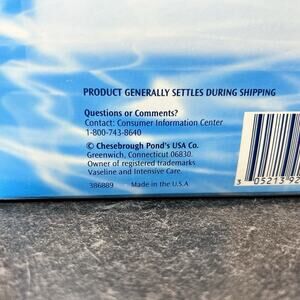 PRODUCT GENERALLY SETTLES DURING SHIPPING
Questions or Comments?
Contact: Consumer Information Center
1-800-743-8640
© Chesebrough Pond's USA Co.
Greenwich, Connecticut 06830.
Owner of registered trademarks
Vaseline and Intensive Care.
386889 Made in the U.S.A
3 05213 92